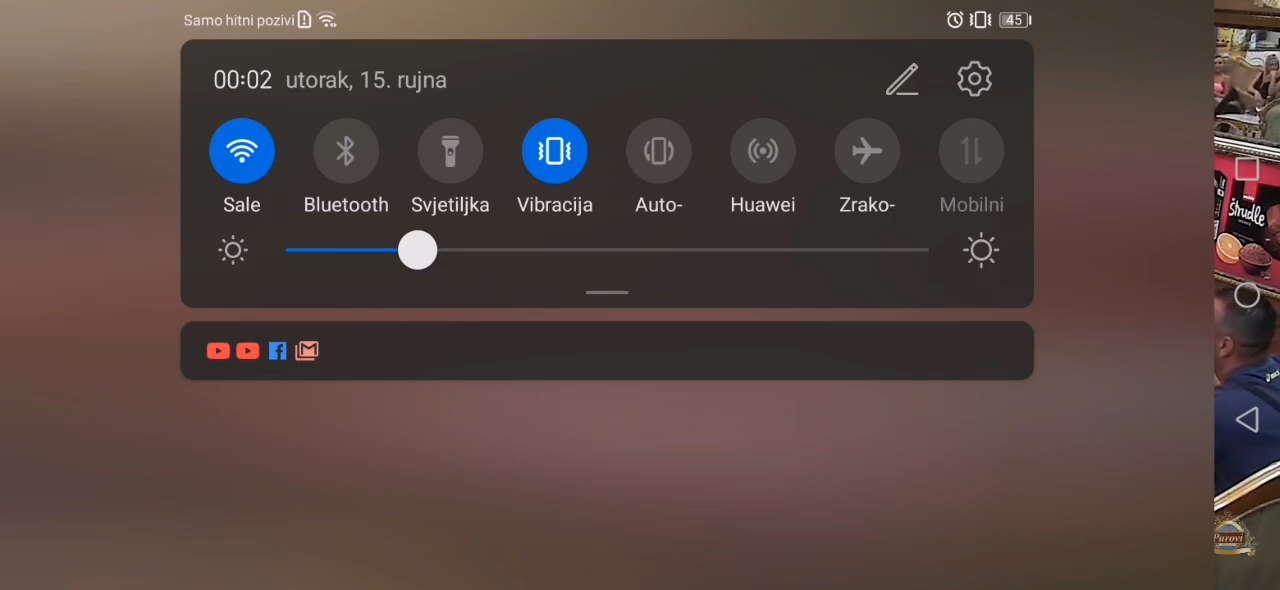 Samo hitni pozivi
45
00:02 utorak, 15. rujna
Sale Bluetooth Svjetiljka Vibracija Auto- Huawei Zrako- Mobilni
Štrudle
Parovi